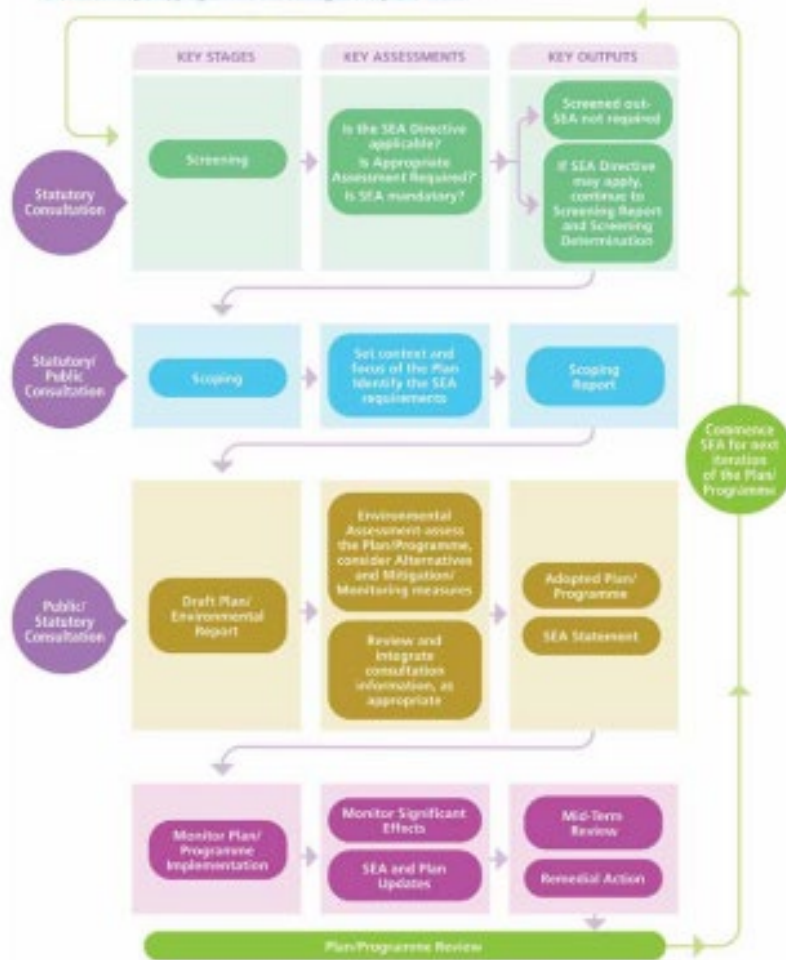 KEY STAGES
KEY ASSESSMENTS
KEY OUTPUTS
Statutory
Consultation
Screening
Is the SEA Directive
applicable?
Is Appropriate
Assessment Required?*
Is SEA mandatory?
Screened out-
SEA not required
If SEA Directive
may apply,
continue to
Screening Report
and Screening
Determination
Statutory/
Public
Consultation
Scoping
Set context and
focus of the Plan
Identify the SEA
requirements
Scoping
Report
Commence
SEA for next
iteration
of the Plan/
Programme
Public/
Statutory
Consultation
Draft Plan/
Environmental
Report
Environmental
Assessment-assess
the Plan/Programme,
consider Alternatives
and Mitigation/
Monitoring measures
Review and
integrate
consultation
information, as
appropriate
Adopted Plan/
Programme
SEA Statement
Monitor Plan/
Programme
Implementation
Monitor Significant
Effects
SEA and Plan
Updates
Mid-Term
Review
Remedial Action
Plan/Programme Review